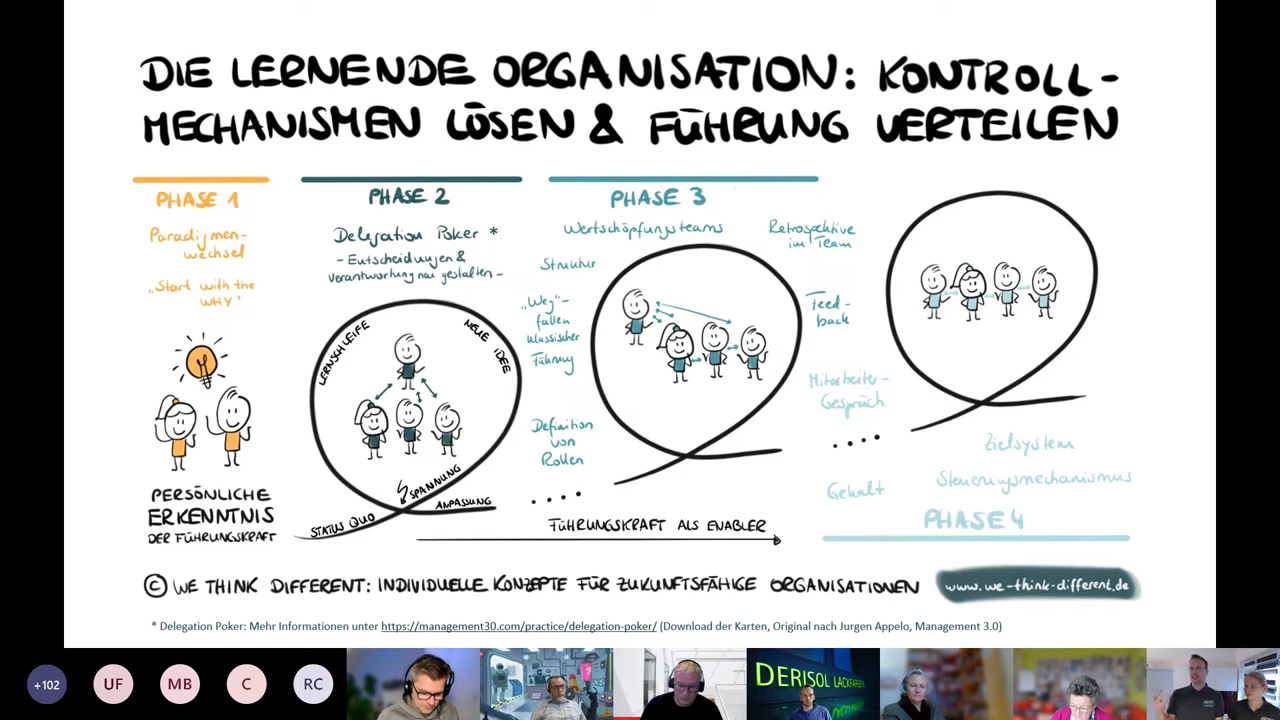 DIE LERNENDE ORGANISATION: KONTROLL-
MECHANISMEN LÖSEN & FÜHRUNG VERTEILEN
PHASE 1
Paradigmen-
wechsel
„Start with the
WHY"
PERSÖNLICHE
ERKENNTNIS
DER FÜHRUNGSKRAFT
PHASE 2
Delegation Poker *
- Entscheidungen &
Verantwortung neu gestalten -
LERNSCHLEIFE
NEUE IDEE
SPANNUNG
STATUS QUO
ANPASSUNG
PHASE 3
Wertschöpfungsteams
Struktur
„Weg"-
fallen
klassischer
Führung
Definition
von
Rollen
....
FÜHRUNGSKRAFT ALS ENABLER
Retrospektive
im Team
Feed-
back
Mitarbeiter-
Gespräch
....
Gehalt
Zielsystem
Steuerungsmechanismus
PHASE 4
© WE THINK DIFFERENT: INDIVIDUELLE KONZEPTE FÜR ZUKUNFTSFÄHIGE ORGANISATIONEN
www.we-think-different.de
* Delegation Poker: Mehr Informationen unter https://management30.com/practice/delegation-poker/ (Download der Karten, Original nach Jurgen Appelo, Management 3.0)
+102
UF
MB
C
RC
DERISOL LACKFARBEN